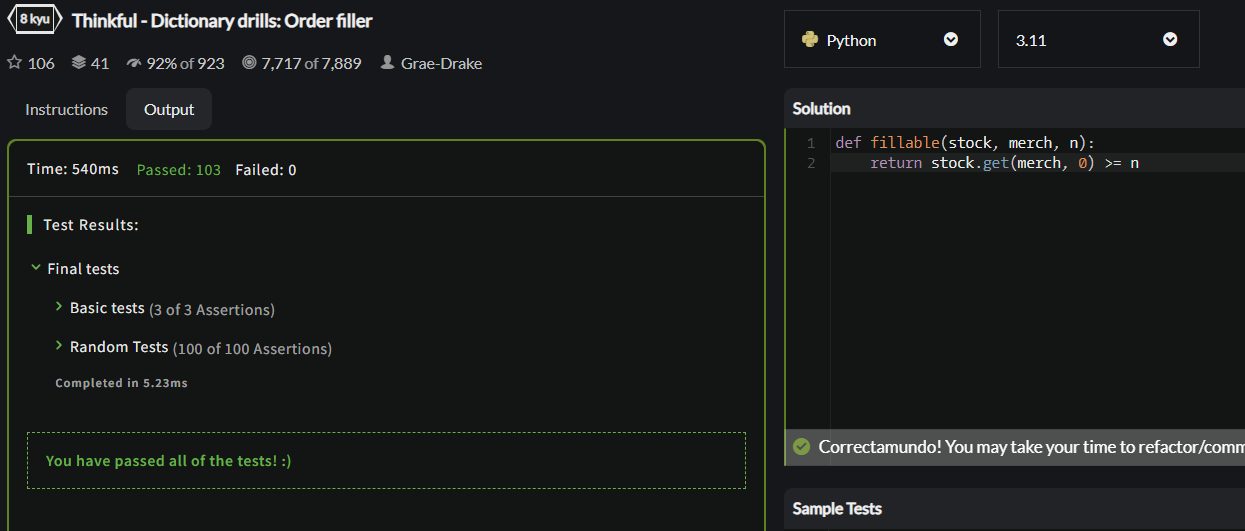 8 kyu Thinkful - Dictionary drills: Order filler
106 41 92% of 923 7,717 of 7,889 Grae-Drake
Instructions Output
Time: 540ms Passed: 103 Failed: 0
Test Results:
Final tests
Basic tests (3 of 3 Assertions)
Random Tests (100 of 100 Assertions)
Completed in 5.23ms
You have passed all of the tests! :)
Python 3.11
Solution
1 def fillable(stock, merch, n):
2     return stock.get(merch, 0) >= n
Correctamundo! You may take your time to refactor/comm
Sample Tests